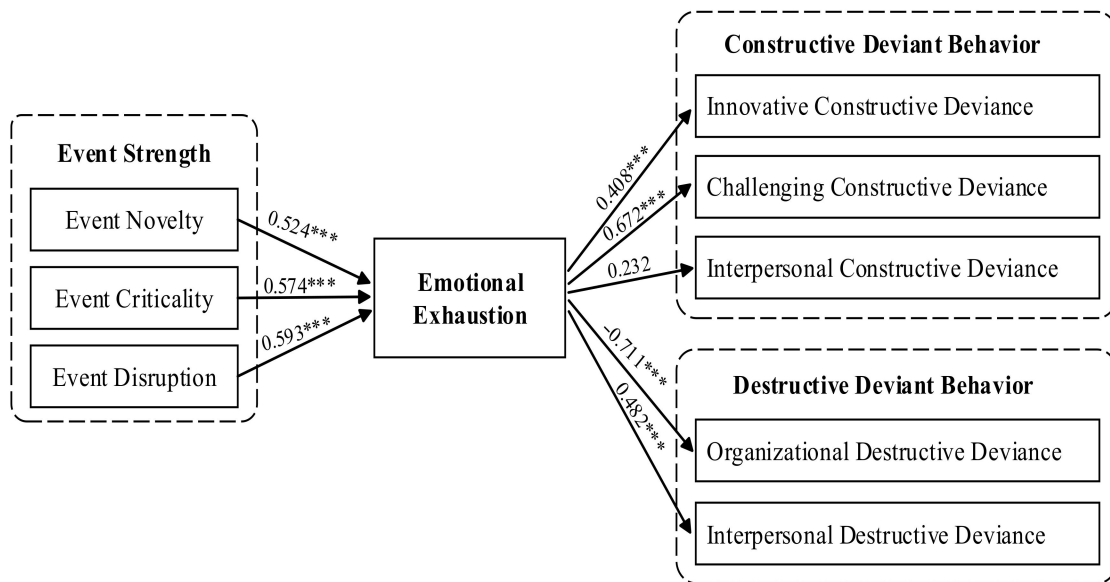 Event Strength
Event Novelty
Event Criticality
Event Disruption
0.524***
0.574***
0.593***
Emotional
Exhaustion
0.408***
0.672***
0.232
−0.711***
0.482***
Constructive Deviant Behavior
Innovative Constructive Deviance
Challenging Constructive Deviance
Interpersonal Constructive Deviance
Destructive Deviant Behavior
Organizational Destructive Deviance
Interpersonal Destructive Deviance